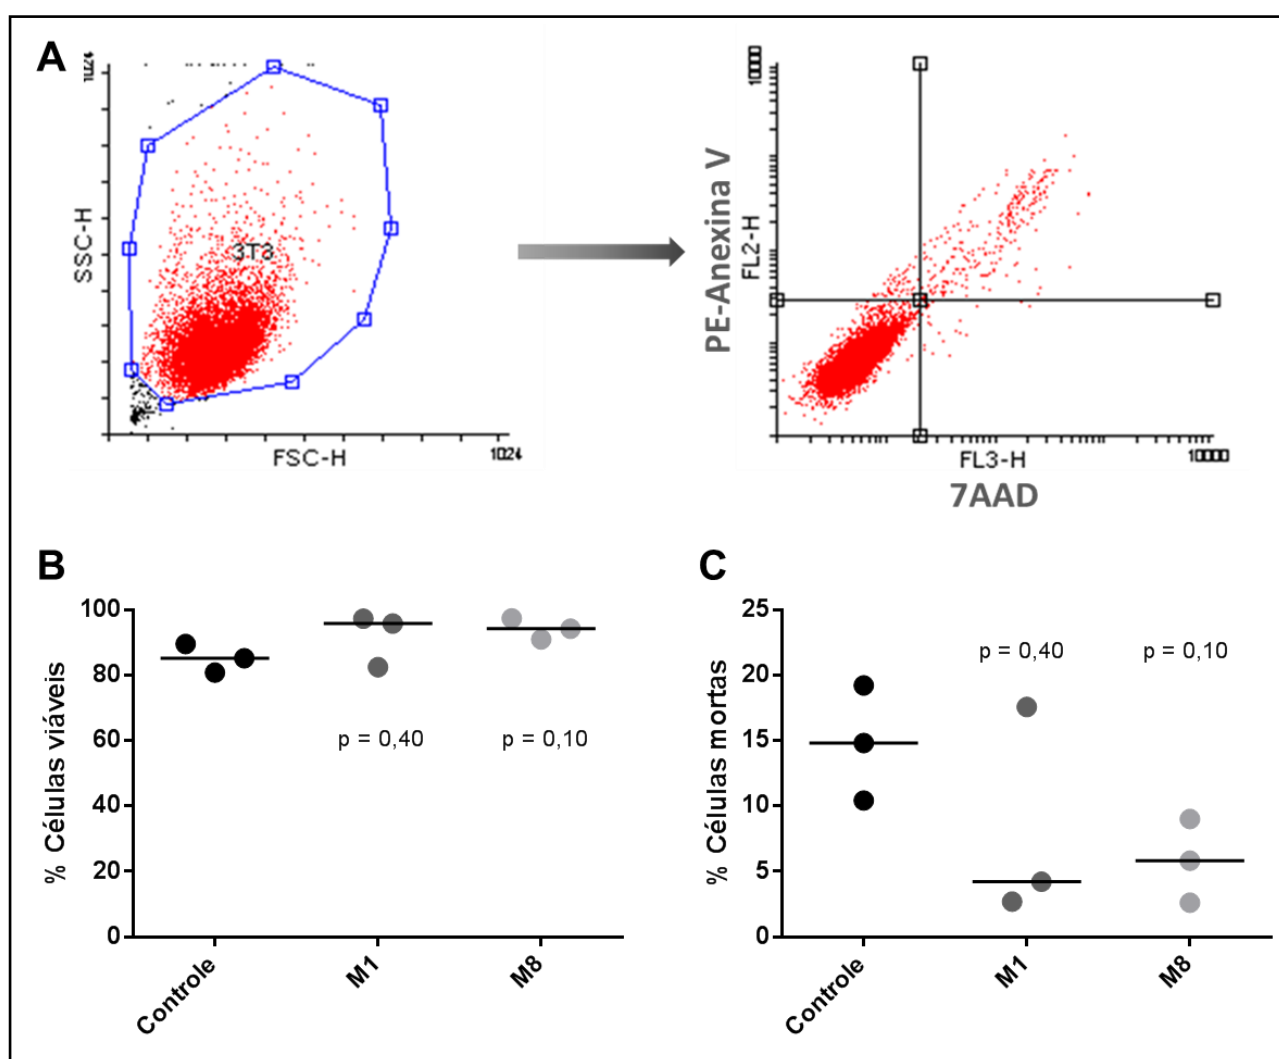 A
1024
SSC-H
3T3
FSC-H
1024
PE-Anexina V
FL2-H
10000
FL3-H
10000
7AAD
B
% Células viáveis
100
80
60
40
20
0
p = 0,40
p = 0,10
Controle
M1
M8
C
% Células mortas
25
20
15
10
5
0
p = 0,40
p = 0,10
Controle
M1
M8